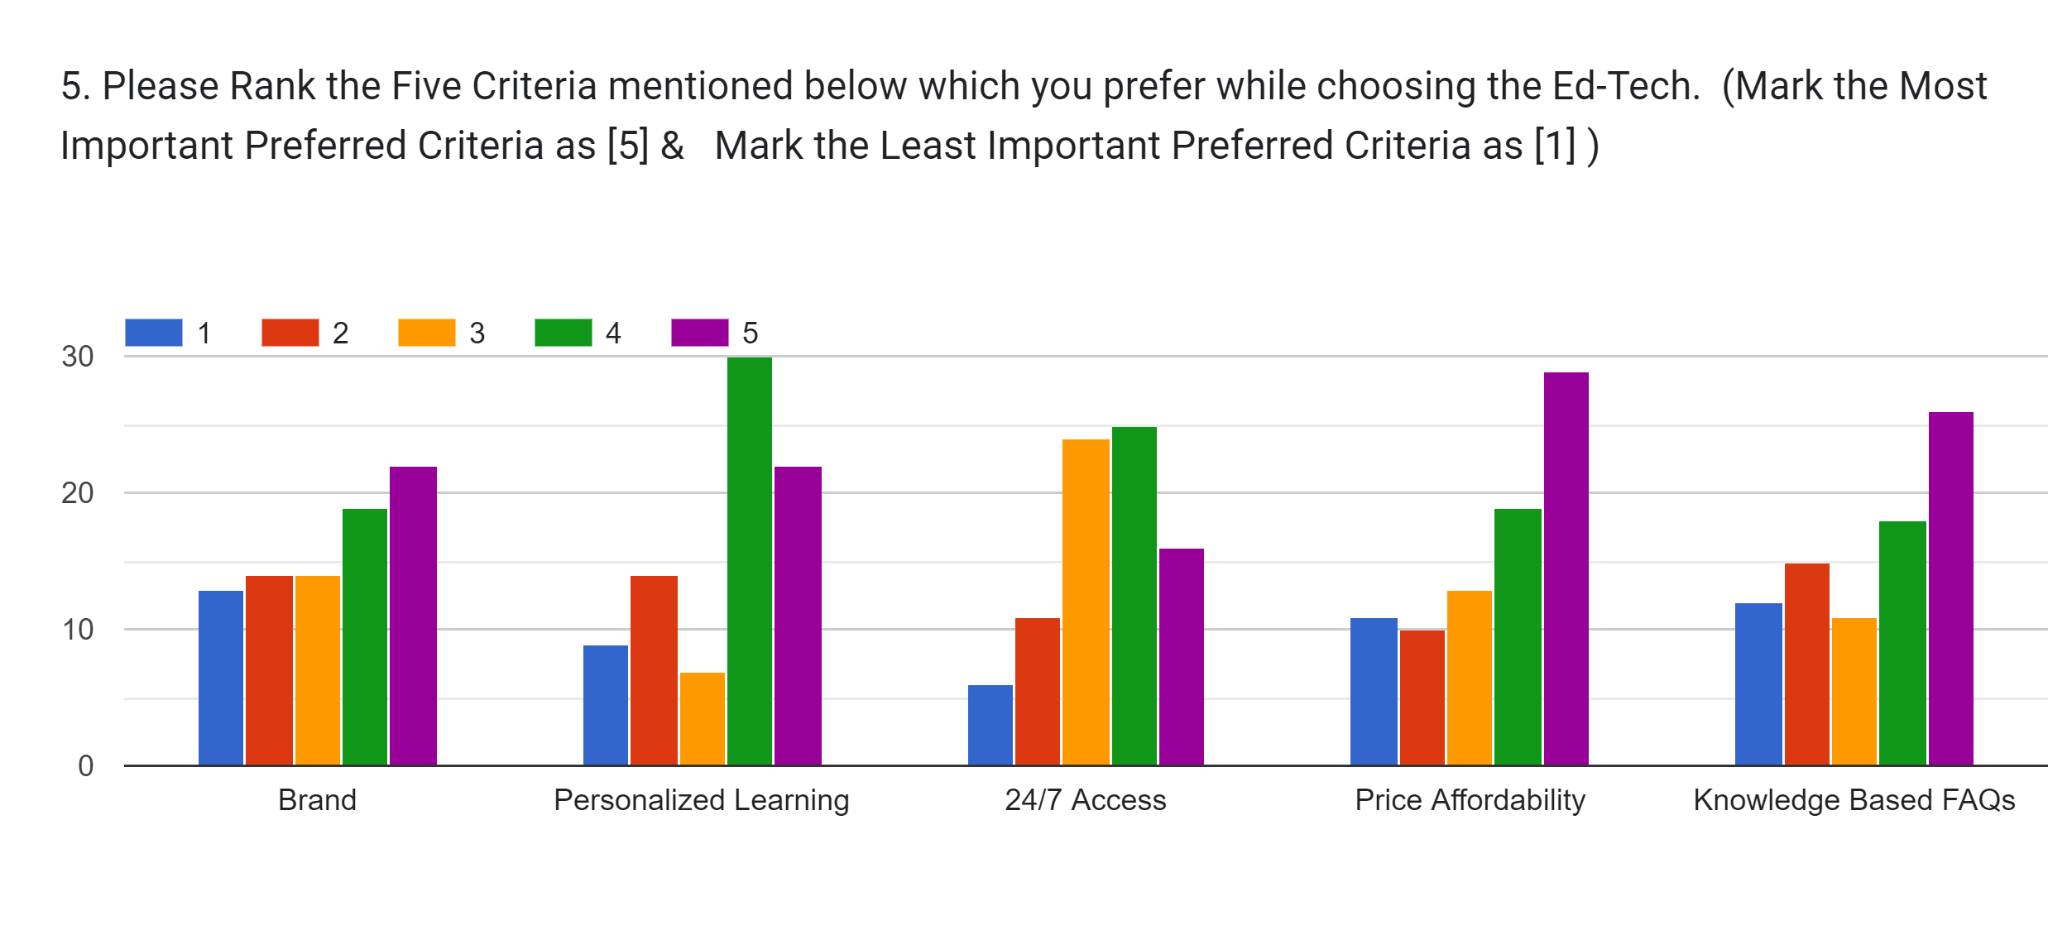 5. Please Rank the Five Criteria mentioned below which you prefer while choosing the Ed-Tech.  (Mark the Most
Important Preferred Criteria as [5] &   Mark the Least Important Preferred Criteria as [1] )
1 2 3 4 5
30
20
10
0
Brand Personalized Learning 24/7 Access Price Affordability Knowledge Based FAQs